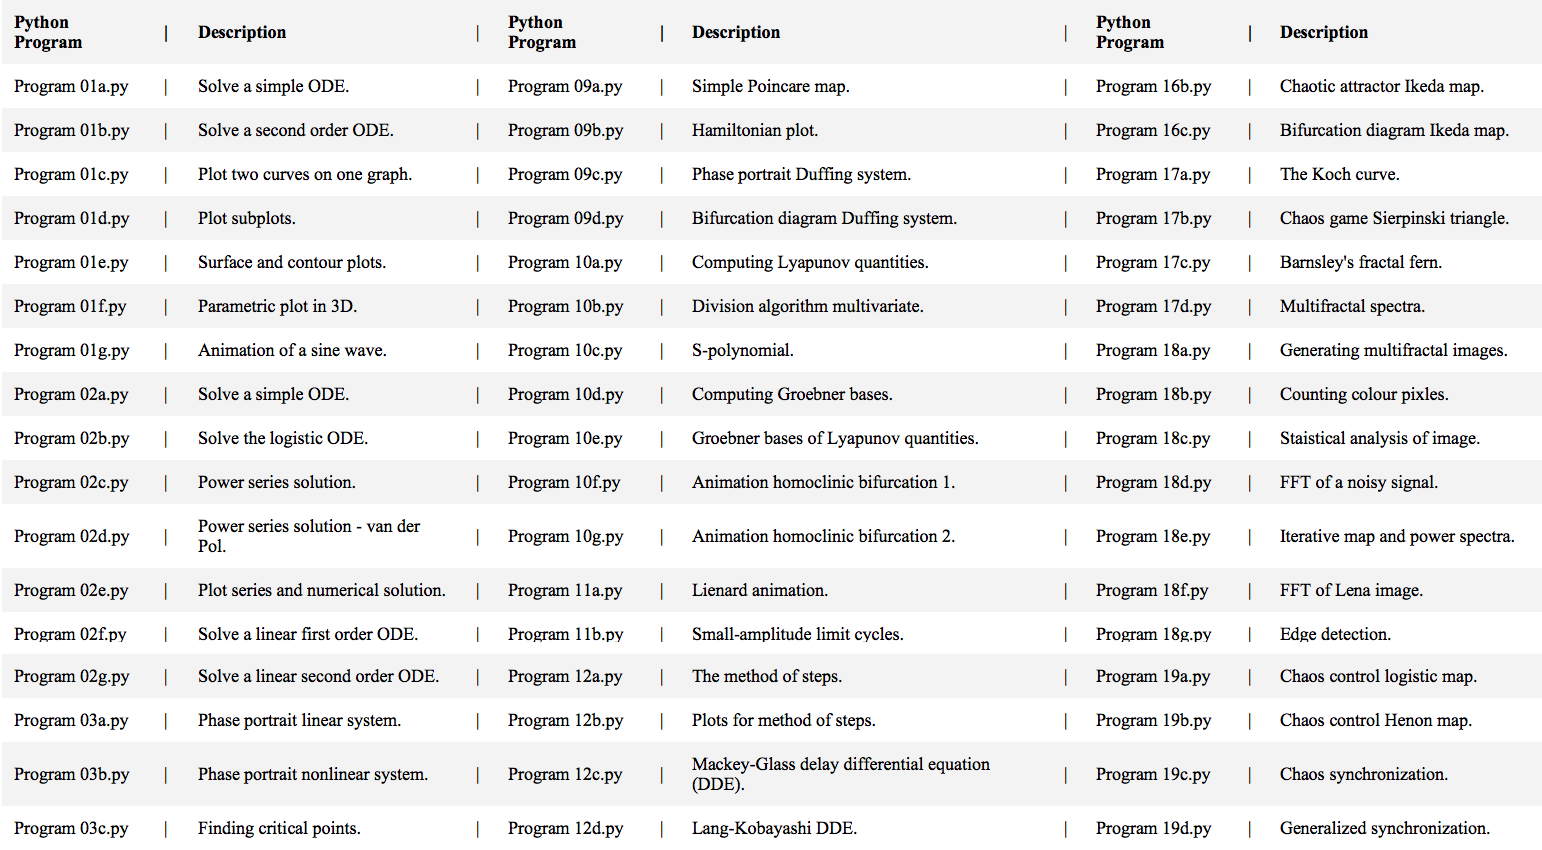 Python Program | Description | Python Program | Description | Python Program | Description
Program 01a.py | Solve a simple ODE. | Program 09a.py | Simple Poincare map. | Program 16b.py | Chaotic attractor Ikeda map.
Program 01b.py | Solve a second order ODE. | Program 09b.py | Hamiltonian plot. | Program 16c.py | Bifurcation diagram Ikeda map.
Program 01c.py | Plot two curves on one graph. | Program 09c.py | Phase portrait Duffing system. | Program 17a.py | The Koch curve.
Program 01d.py | Plot subplots. | Program 09d.py | Bifurcation diagram Duffing system. | Program 17b.py | Chaos game Sierpinski triangle.
Program 01e.py | Surface and contour plots. | Program 10a.py | Computing Lyapunov quantities. | Program 17c.py | Barnsley's fractal fern.
Program 01f.py | Parametric plot in 3D. | Program 10b.py | Division algorithm multivariate. | Program 17d.py | Multifractal spectra.
Program 01g.py | Animation of a sine wave. | Program 10c.py | S-polynomial. | Program 18a.py | Generating multifractal images.
Program 02a.py | Solve a simple ODE. | Program 10d.py | Computing Groebner bases. | Program 18b.py | Counting colour pixles.
Program 02b.py | Solve the logistic ODE. | Program 10e.py | Groebner bases of Lyapunov quantities. | Program 18c.py | Staistical analysis of image.
Program 02c.py | Power series solution. | Program 10f.py | Animation homoclinic bifurcation 1. | Program 18d.py | FFT of a noisy signal.
Program 02d.py | Power series solution - van der Pol. | Program 10g.py | Animation homoclinic bifurcation 2. | Program 18e.py | Iterative map and power spectra.
Program 02e.py | Plot series and numerical solution. | Program 11a.py | Lienard animation. | Program 18f.py | FFT of Lena image.
Program 02f.py | Solve a linear first order ODE. | Program 11b.py | Small-amplitude limit cycles. | Program 18g.py | Edge detection.
Program 02g.py | Solve a linear second order ODE. | Program 12a.py | The method of steps. | Program 19a.py | Chaos control logistic map.
Program 03a.py | Phase portrait linear system. | Program 12b.py | Plots for method of steps. | Program 19b.py | Chaos control Henon map.
Program 03b.py | Phase portrait nonlinear system. | Program 12c.py | Mackey-Glass delay differential equation (DDE). | Program 19c.py | Chaos synchronization.
Program 03c.py | Finding critical points. | Program 12d.py | Lang-Kobayashi DDE. | Program 19d.py | Generalized synchronization.